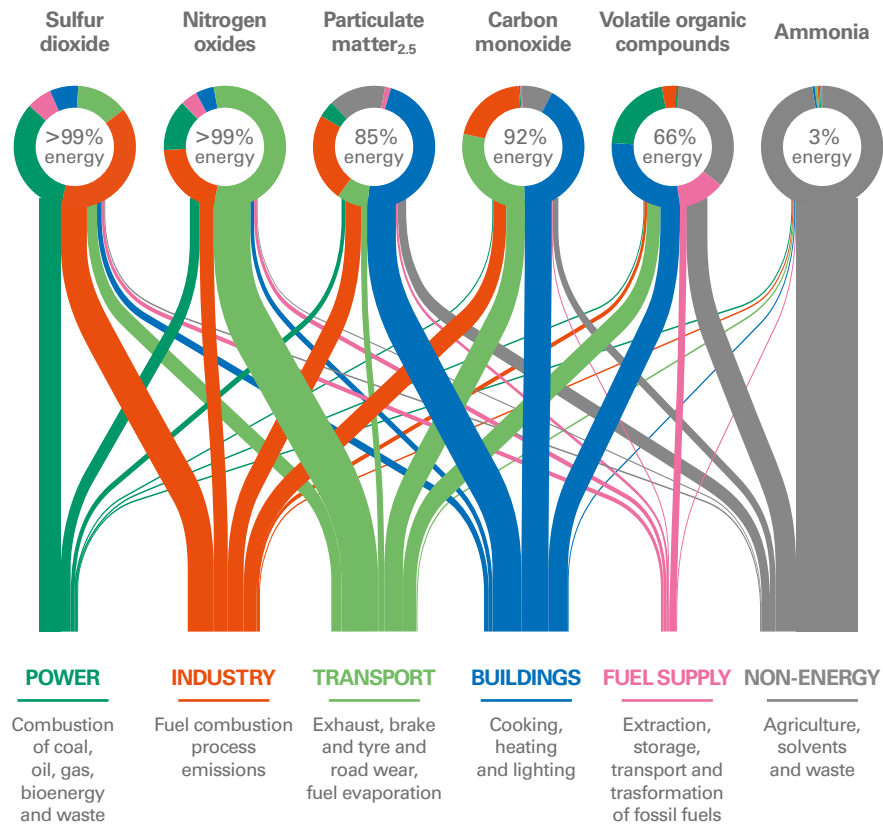 Sulfur
dioxide
Nitrogen
oxides
Particulate
matter2.5
Carbon
monoxide
Volatile organic
compounds
Ammonia
>99%
energy
>99%
energy
85%
energy
92%
energy
66%
energy
3%
energy
POWER
Combustion
of coal,
oil, gas,
bioenergy
and waste
INDUSTRY
Fuel combustion
process
emissions
TRANSPORT
Exhaust, brake
and tyre and
road wear,
fuel evaporation
BUILDINGS
Cooking,
heating
and lighting
FUEL SUPPLY
Extraction,
storage,
transport and
trasformation
of fossil fuels
NON-ENERGY
Agriculture,
solvents
and waste